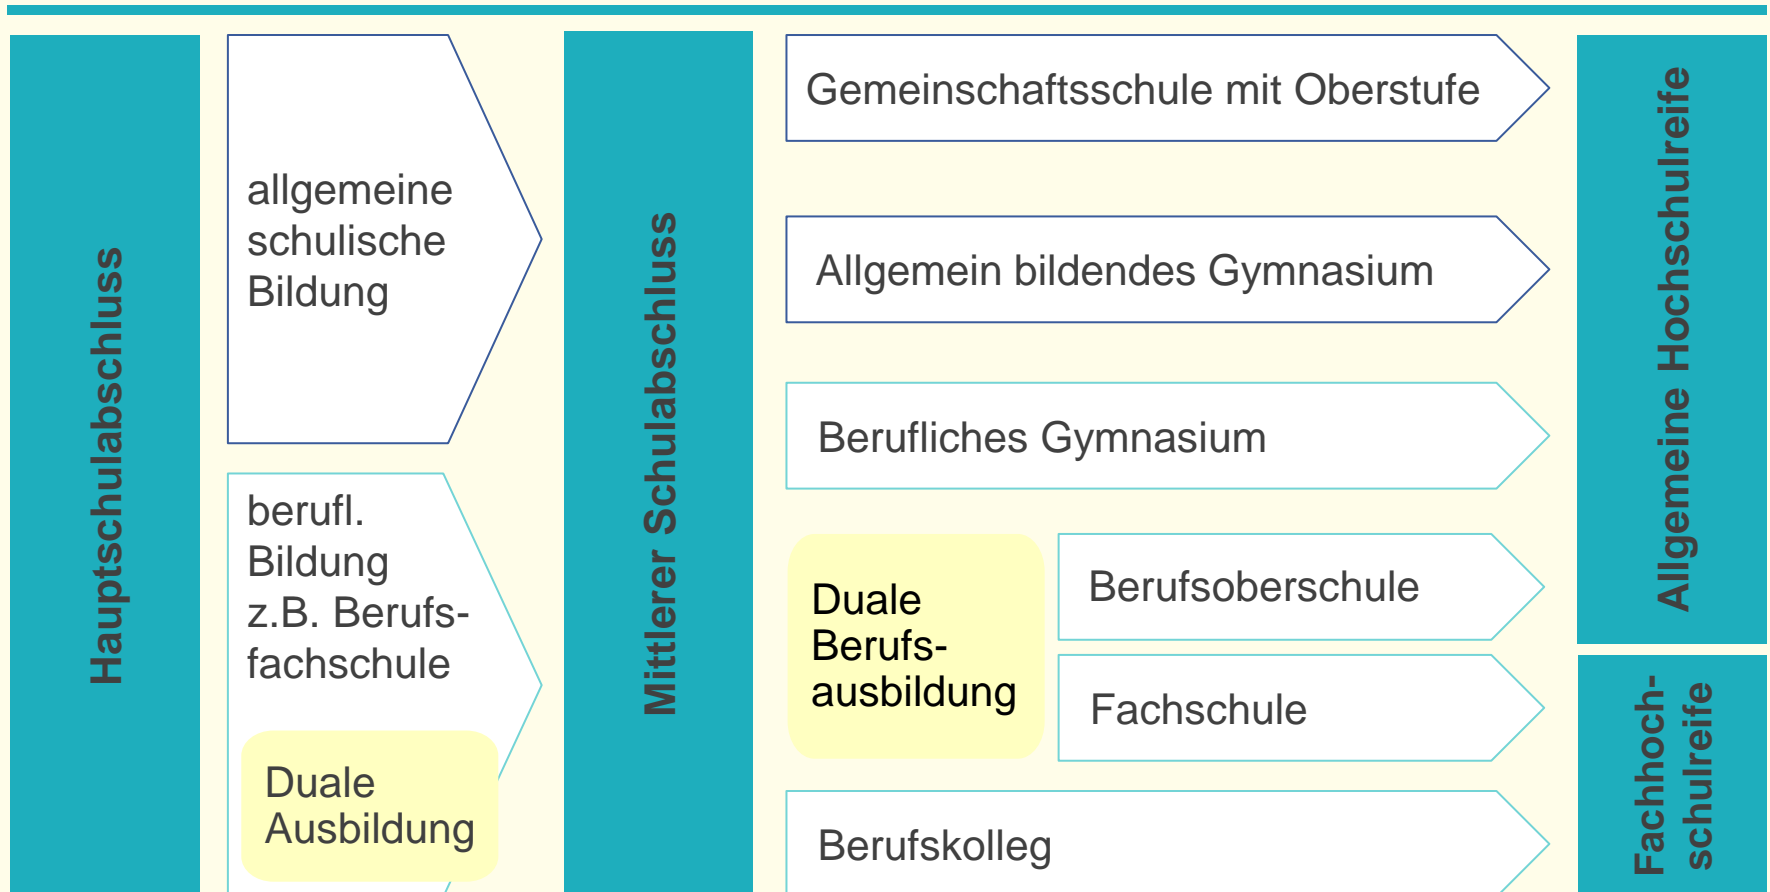 Hauptschulabschluss
allgemeine
schulische
Bildung
berufl.
Bildung
z.B. Berufs-
fachschule
Duale
Ausbildung
Mittlerer Schulabschluss
Gemeinschaftsschule mit Oberstufe
Allgemein bildendes Gymnasium
Berufliches Gymnasium
Duale
Berufs-
ausbildung
Berufsoberschule
Fachschule
Berufskolleg
Allgemeine Hochschulreife
Fachhoch-
schulreife